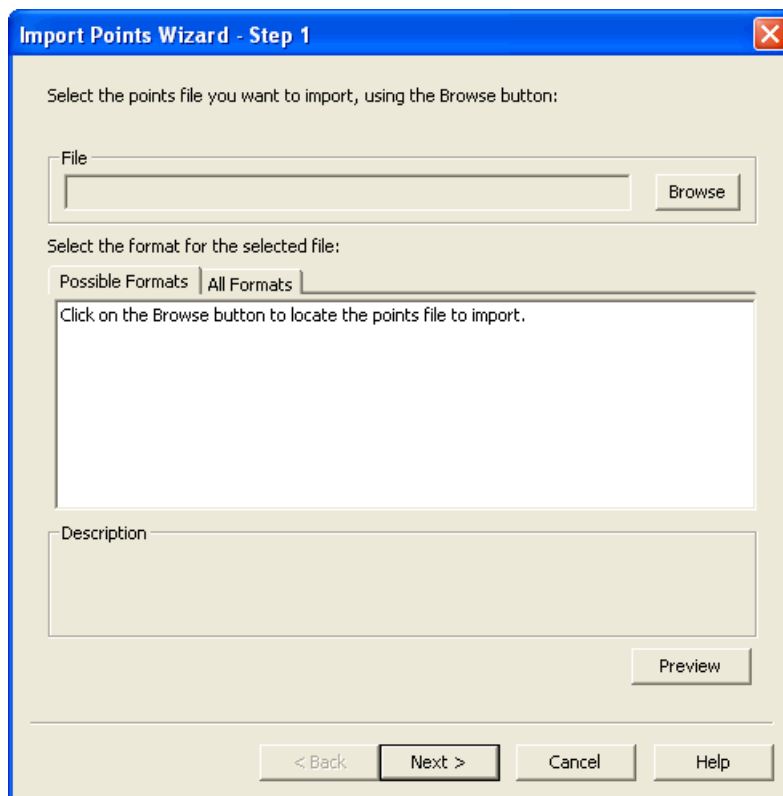 Import Points Wizard - Step 1
Select the points file you want to import, using the Browse button:
File
Browse
Select the format for the selected file:
Possible Formats All Formats
Click on the Browse button to locate the points file to import.
Description
Preview
< Back Next > Cancel Help